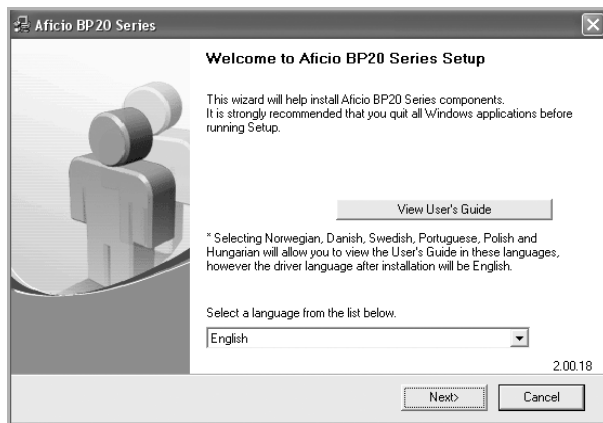 Aficio BP20 Series
Welcome to Aficio BP20 Series Setup
This wizard will help install Aficio BP20 Series components.
It is strongly recommended that you quit all Windows applications before
running Setup.
View User's Guide
* Selecting Norwegian, Danish, Swedish, Portuguese, Polish and
Hungarian will allow you to view the User's Guide in these languages,
however the driver language after installation will be English.
Select a language from the list below.
English
2.00.18
Next>
Cancel